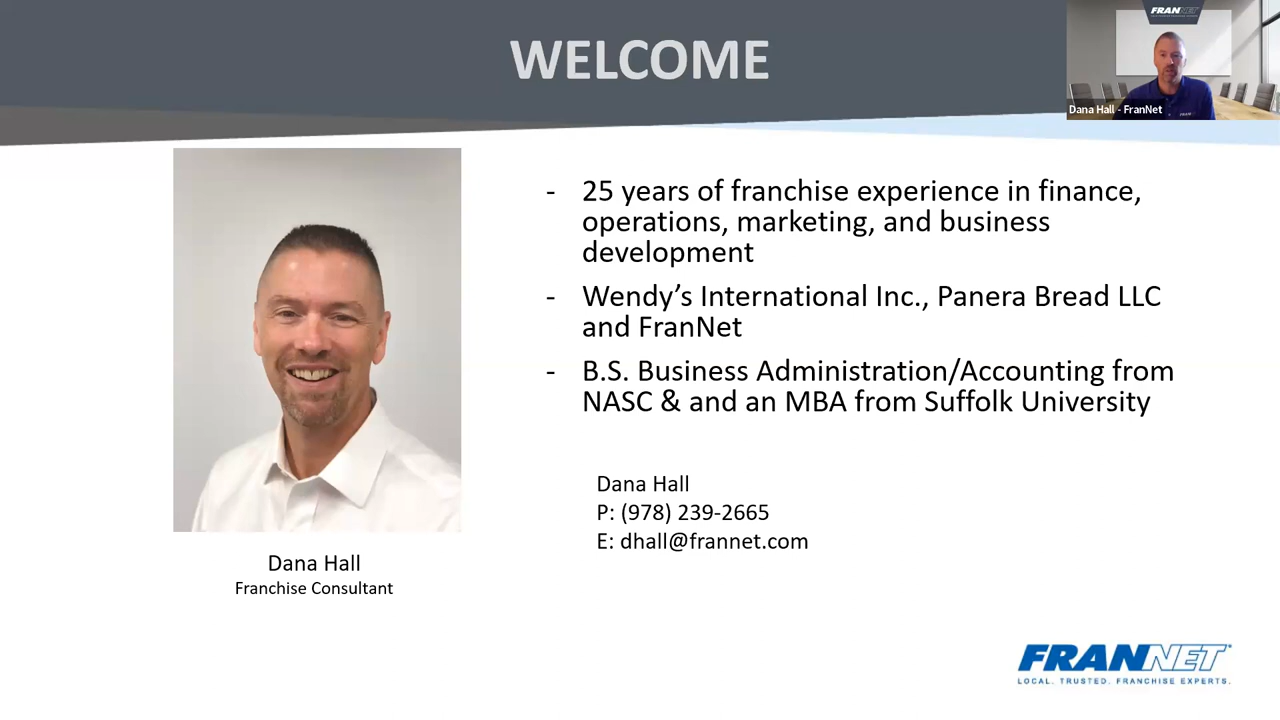 WELCOME
FRANNET
Dana Hall - FranNet
- 25 years of franchise experience in finance,
operations, marketing, and business
development
- Wendy’s International Inc., Panera Bread LLC
and FranNet
- B.S. Business Administration/Accounting from
NASC & and an MBA from Suffolk University
Dana Hall
P: (978) 239-2665
E: dhall@frannet.com
Dana Hall
Franchise Consultant
FRANNET
LOCAL. TRUSTED. FRANCHISE EXPERTS.